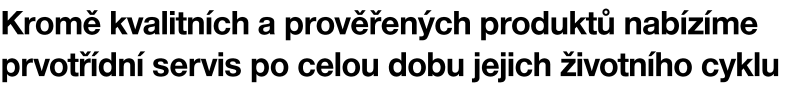 Kromě kvalitních a prověřených produktů nabízíme
prvotřídní servis po celou dobu jejich životního cyklu